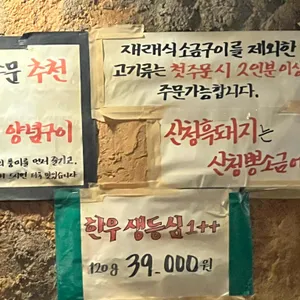 문 추천
양념구이
재래식소금구이를 제외한
고기류는 첫주문시 2인분이상
주문가능합니다.
산청흑돼지는
산청뽕소금에
한우 생등심 1++
120g 39,000원